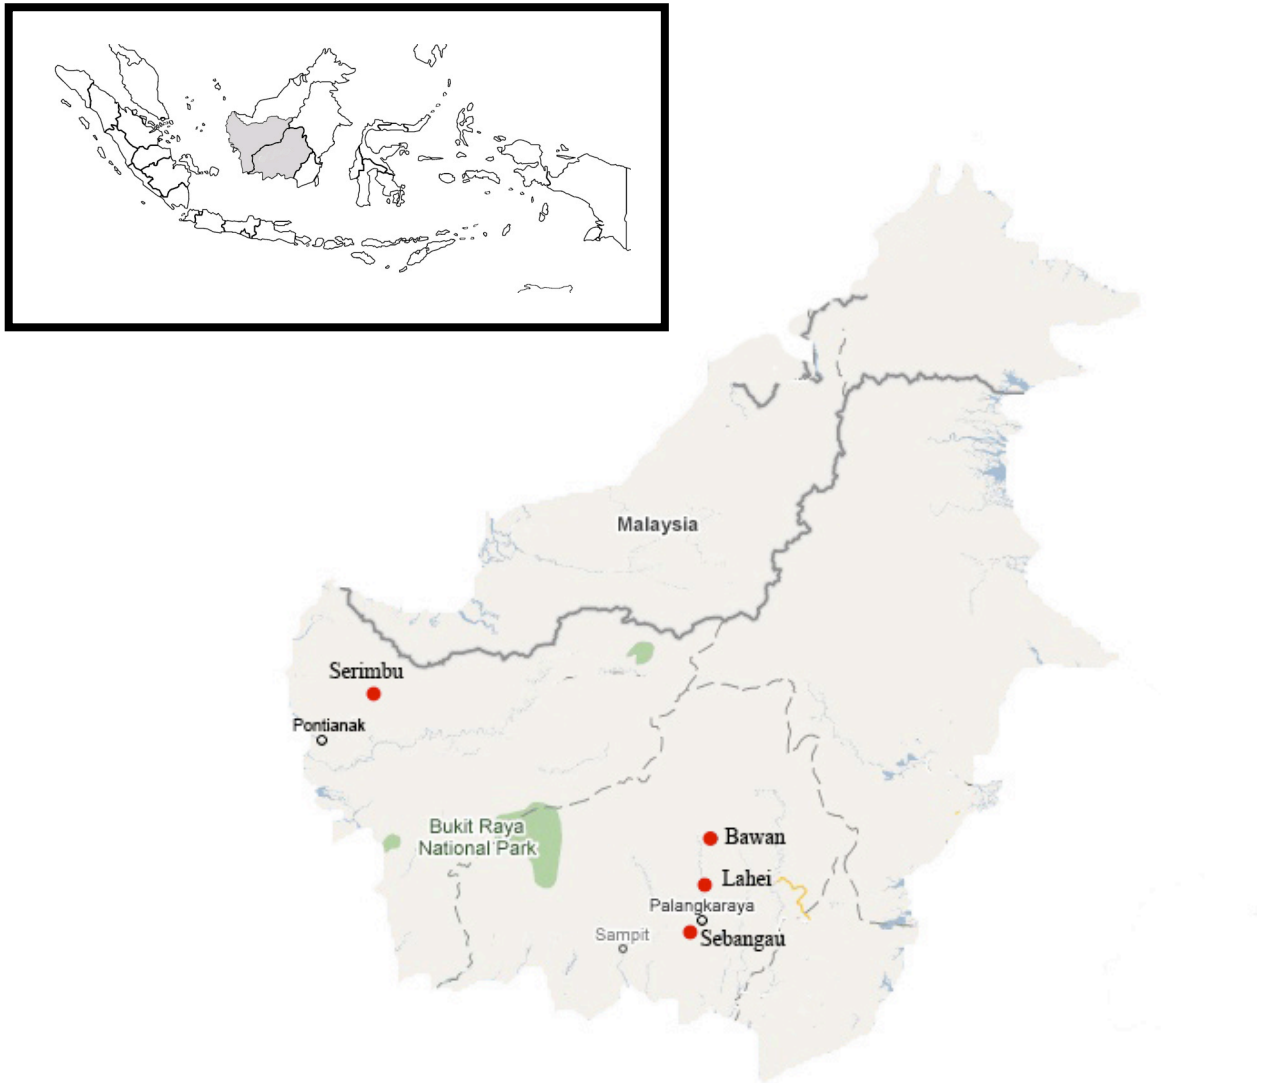 Malaysia
Serimbu
Pontianak
Bukit Raya
National Park
Bawan
Lahei
Palangkaraya
Sampit
Sebangau